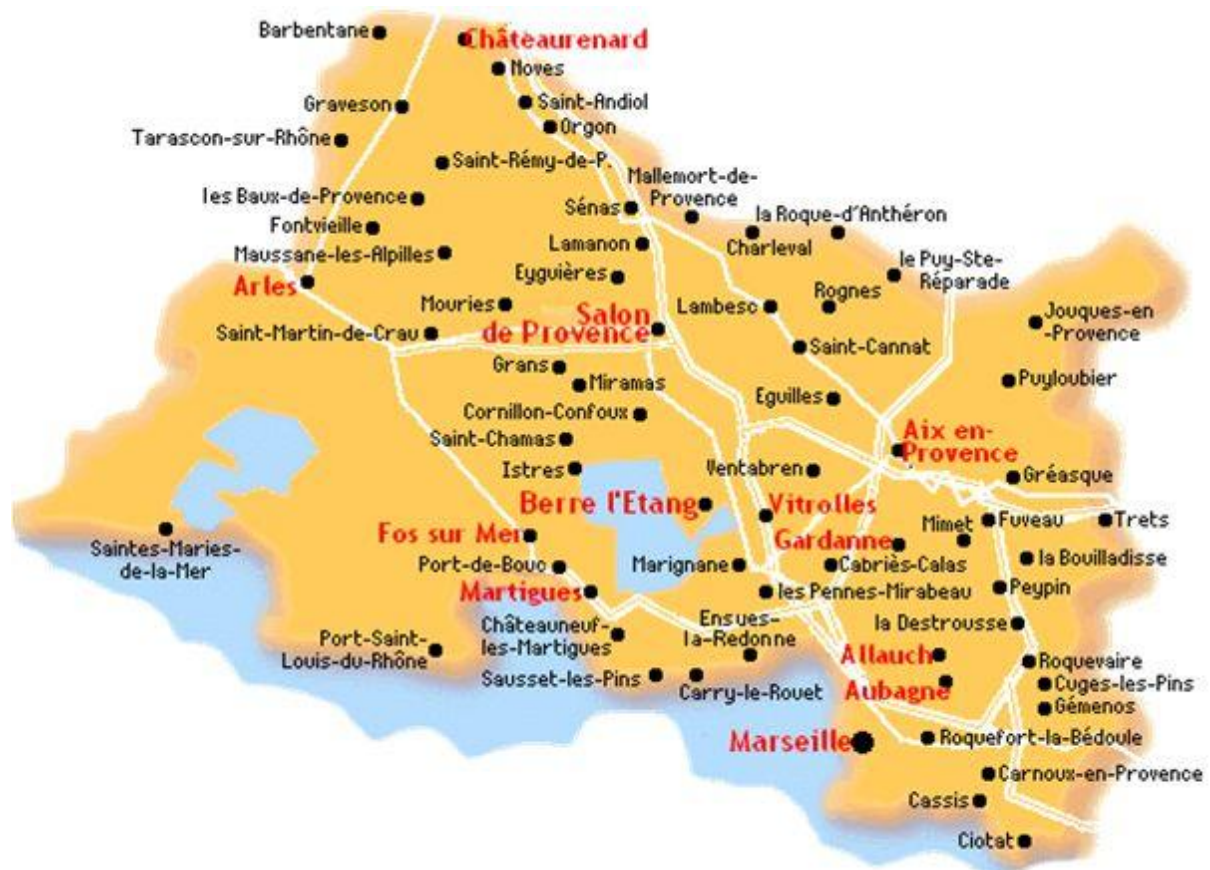 Barbentane
Châteaurenard
Noves
Graveson
Saint-Andiol
Orgon
Tarascon-sur-Rhône
Saint-Rémy-de-P.
Mallemort-de-
Provence
les Baux-de-Provence
Sénas
la Roque-d'Anthéron
Fontvieille
Charleval
Lamanon
Maussane-les-Alpilles
le Puy-Ste-
Réparade
Eyguières
Arles
Mouries
Lambesc
Rognes
Salon
de Provence
Jouques-en
-Provence
Saint-Martin-de-Crau
Saint-Cannat
Grans
Miramas
Puyloubier
Eguilles
Cornillon-Confoux
Saint-Chamas
Aix en-
Provence
Istres
Ventabren
Gréasque
Berre l'Etang
Vitrolles
Mimet
Fuveau
Trets
Fos sur Mer
Gardanne
Saintes-Maries-
de-la-Mer
Port-de-Bouc
Marignane
Cabriès-Calas
la Bouilladisse
Martigues
les Pennes-Mirabeau
Peypin
Châteauneuf-
les-Martigues
Ensues-
la-Redonne
la Destrousse
Port-Saint-
Louis-du-Rhône
Allauch
Roquevaire
Sausset-les-Pins
Carry-le-Rouet
Aubagne
Cuges-les-Pins
Gémenos
Marseille
Roquefort-la-Bédoule
Carnoux-en-Provence
Cassis
Ciotat